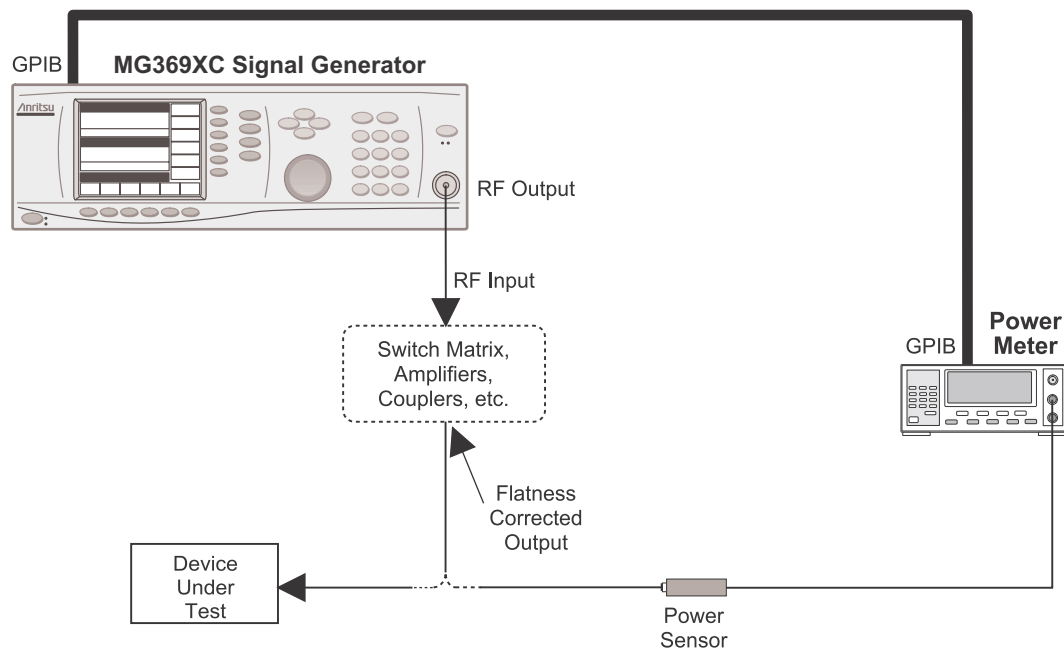 GPIB
MG369XC Signal Generator
/inritsu
RF Output
RF Input
Switch Matrix,
Amplifiers,
Couplers, etc.
Power
Meter
GPIB
Flatness
Corrected
Output
Device
Under
Test
Power
Sensor